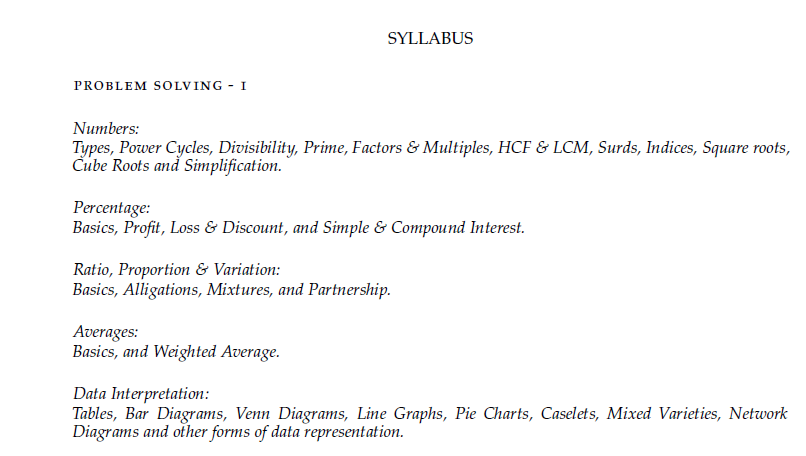 SYLLABUS
PROBLEM SOLVING - I
Numbers:
Types, Power Cycles, Divisibility, Prime, Factors & Multiples, HCF & LCM, Surds, Indices, Square roots,
Cube Roots and Simplification.
Percentage:
Basics, Profit, Loss & Discount, and Simple & Compound Interest.
Ratio, Proportion & Variation:
Basics, Alligations, Mixtures, and Partnership.
Averages:
Basics, and Weighted Average.
Data Interpretation:
Tables, Bar Diagrams, Venn Diagrams, Line Graphs, Pie Charts, Caselets, Mixed Varieties, Network
Diagrams and other forms of data representation.